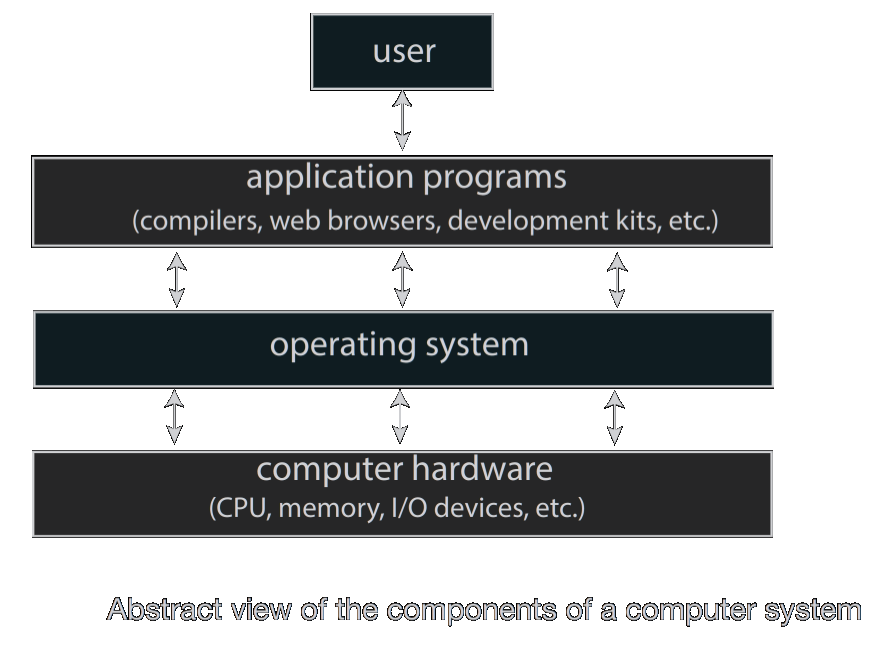 user
application programs
(compilers, web browsers, development kits, etc.)
operating system
computer hardware
(CPU, memory, I/O devices, etc.)
Abstract view of the components of a computer system